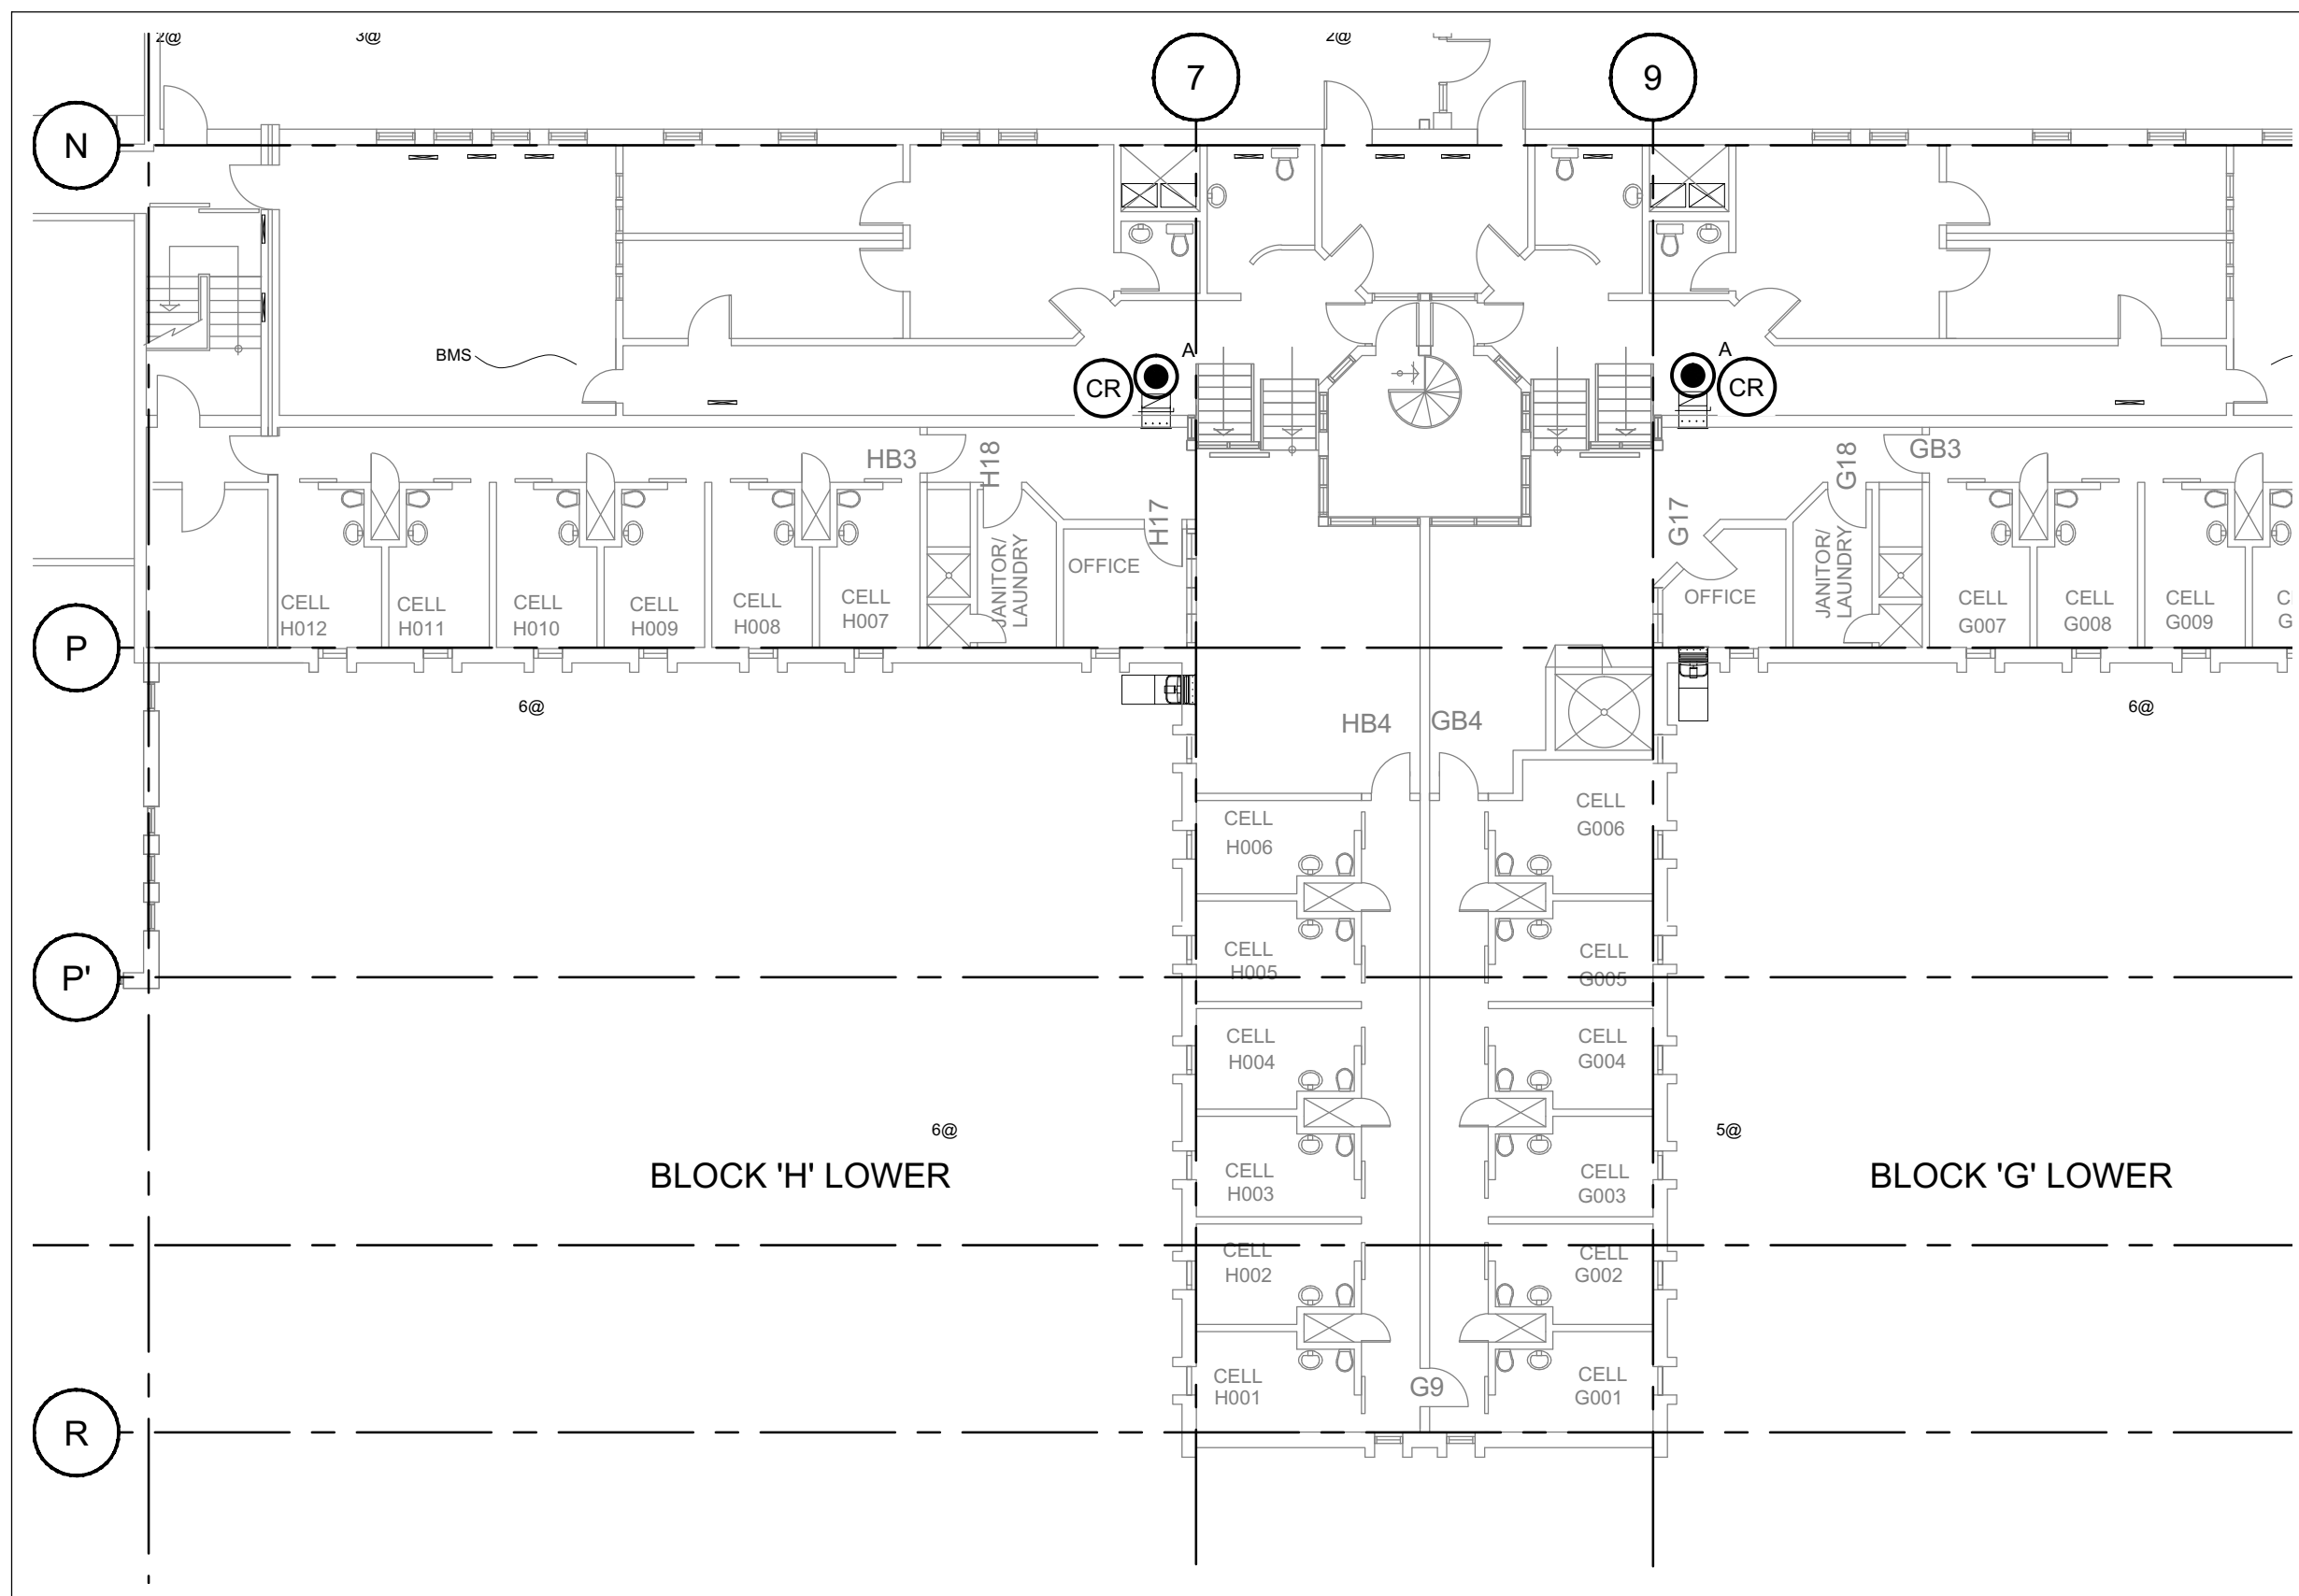 2@
3@
2@
7
9
N
BMS
A
CR
A
CR
HB3
H18
H17
G17
G18
GB3
JANITOR/
LAUNDRY
OFFICE
OFFICE
JANITOR/
LAUNDRY
CELL
H012
CELL
H011
CELL
H010
CELL
H009
CELL
H008
CELL
H007
CELL
G007
CELL
G008
CELL
G009
C
G
P
6@
6@
HB4
GB4
CELL
H006
CELL
G006
CELL
H005
CELL
G005
P'
CELL
H004
CELL
G004
6@
5@
BLOCK 'H' LOWER
BLOCK 'G' LOWER
CELL
H003
CELL
G003
CELL
H002
CELL
G002
CELL
H001
G9
CELL
G001
R